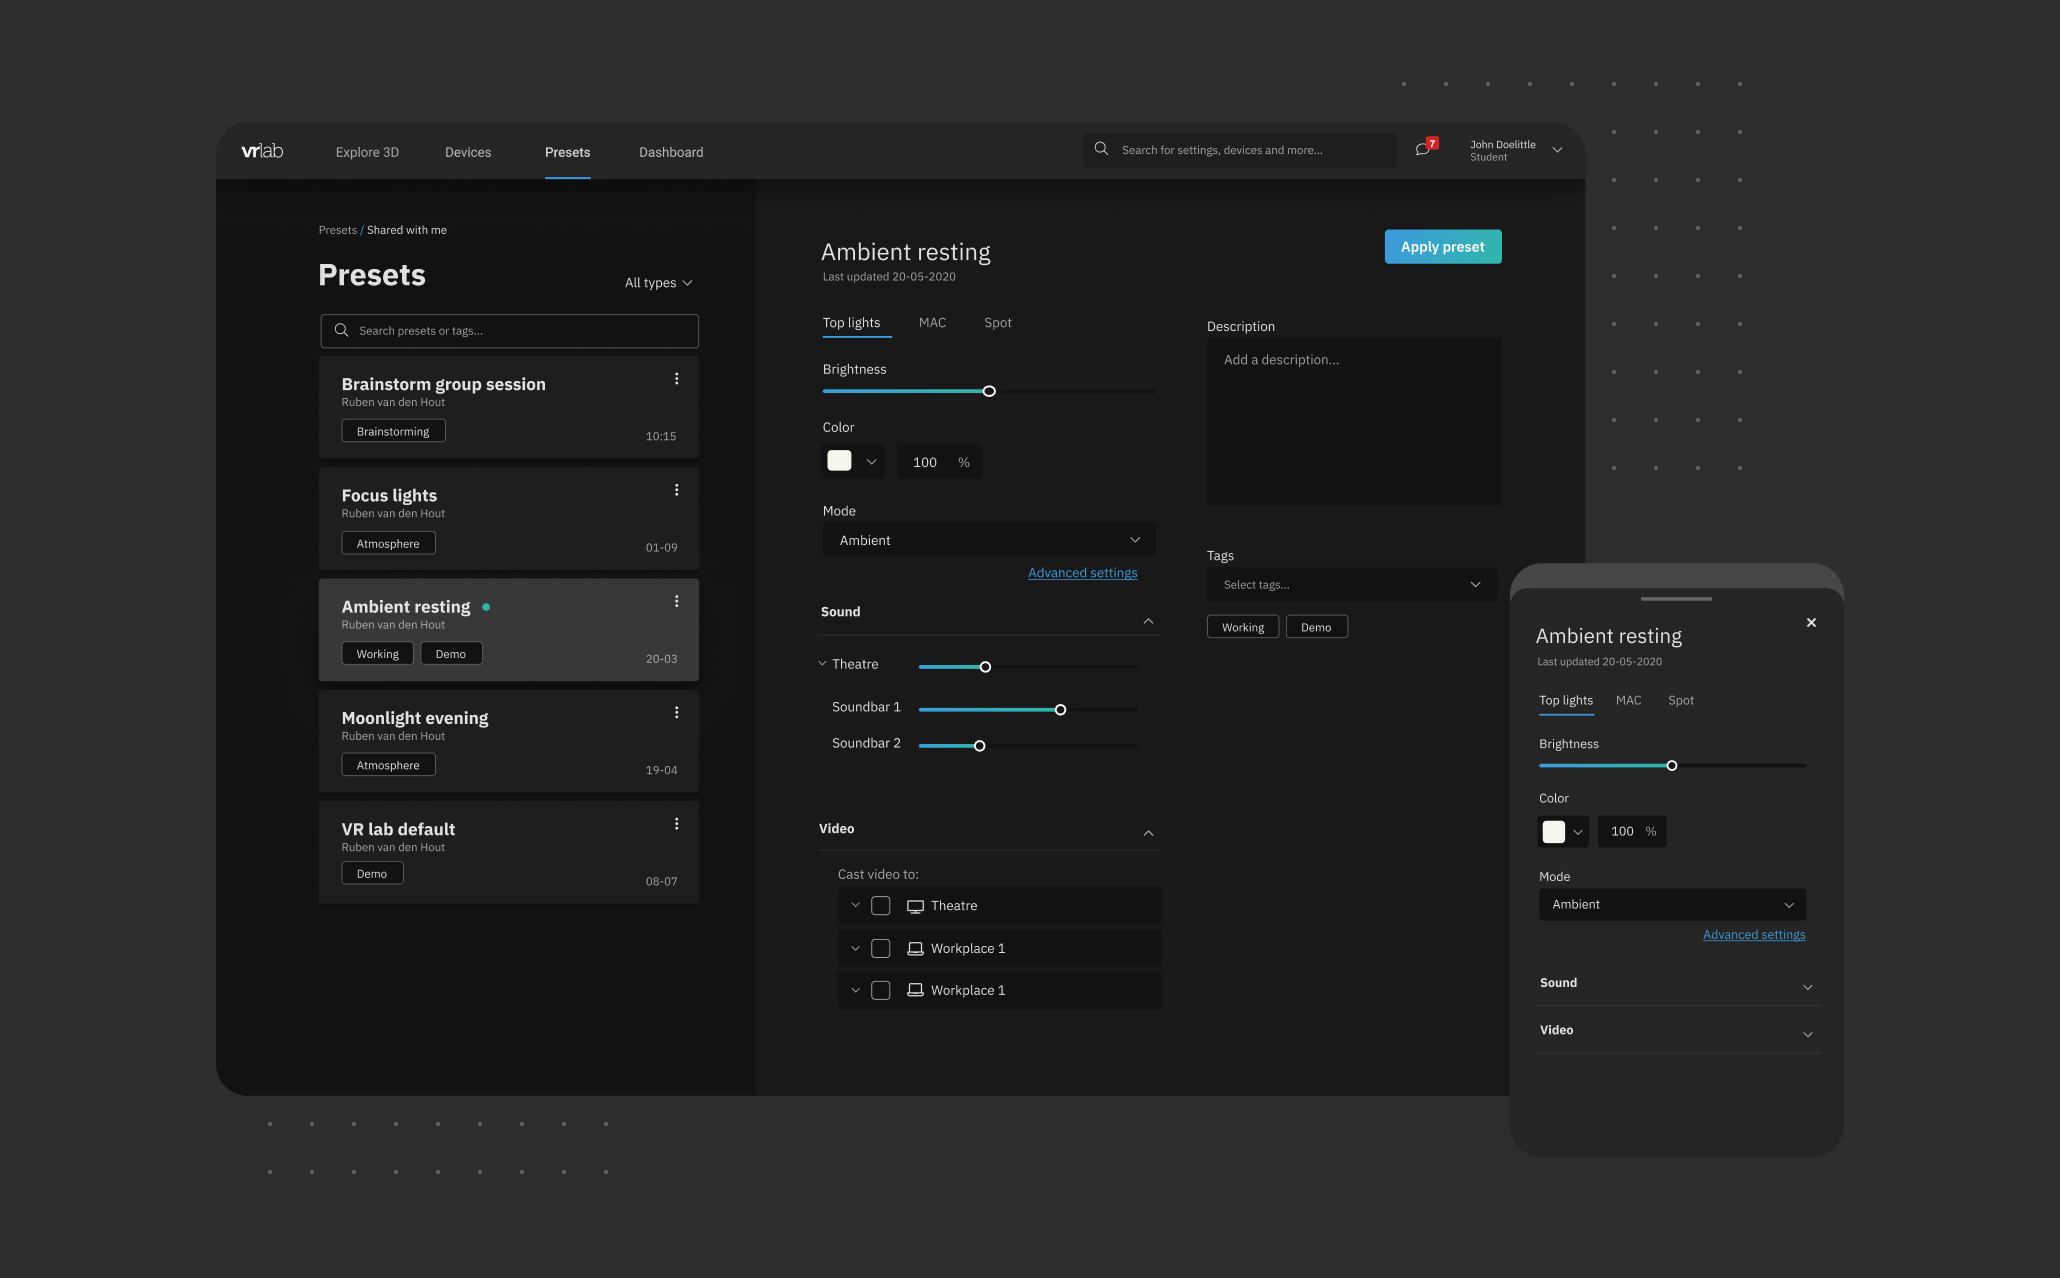 vrlab
Explore 3D
Devices
Presets
Dashboard
Search for settings, devices and more...
7
John Doelittle
Student
Presets / Shared with me
Presets
All types
Search presets or tags...
Brainstorm group session
Ruben van den Hout
Brainstorming
10:15
Focus lights
Ruben van den Hout
Atmosphere
01-09
Ambient resting
Ruben van den Hout
Working
Demo
20-03
Moonlight evening
Ruben van den Hout
Atmosphere
19-04
VR lab default
Ruben van den Hout
Demo
08-07
Ambient resting
Last updated 20-05-2020
Apply preset
Top lights
MAC
Spot
Brightness
Color
100 %
Mode
Ambient
Advanced settings
Sound
Theatre
Soundbar 1
Soundbar 2
Video
Cast video to:
Theatre
Workplace 1
Workplace 1
Description
Add a description...
Tags
Select tags...
Working
Demo
Ambient resting
Last updated 20-05-2020
Top lights
MAC
Spot
Brightness
Color
100 %
Mode
Ambient
Advanced settings
Sound
Video